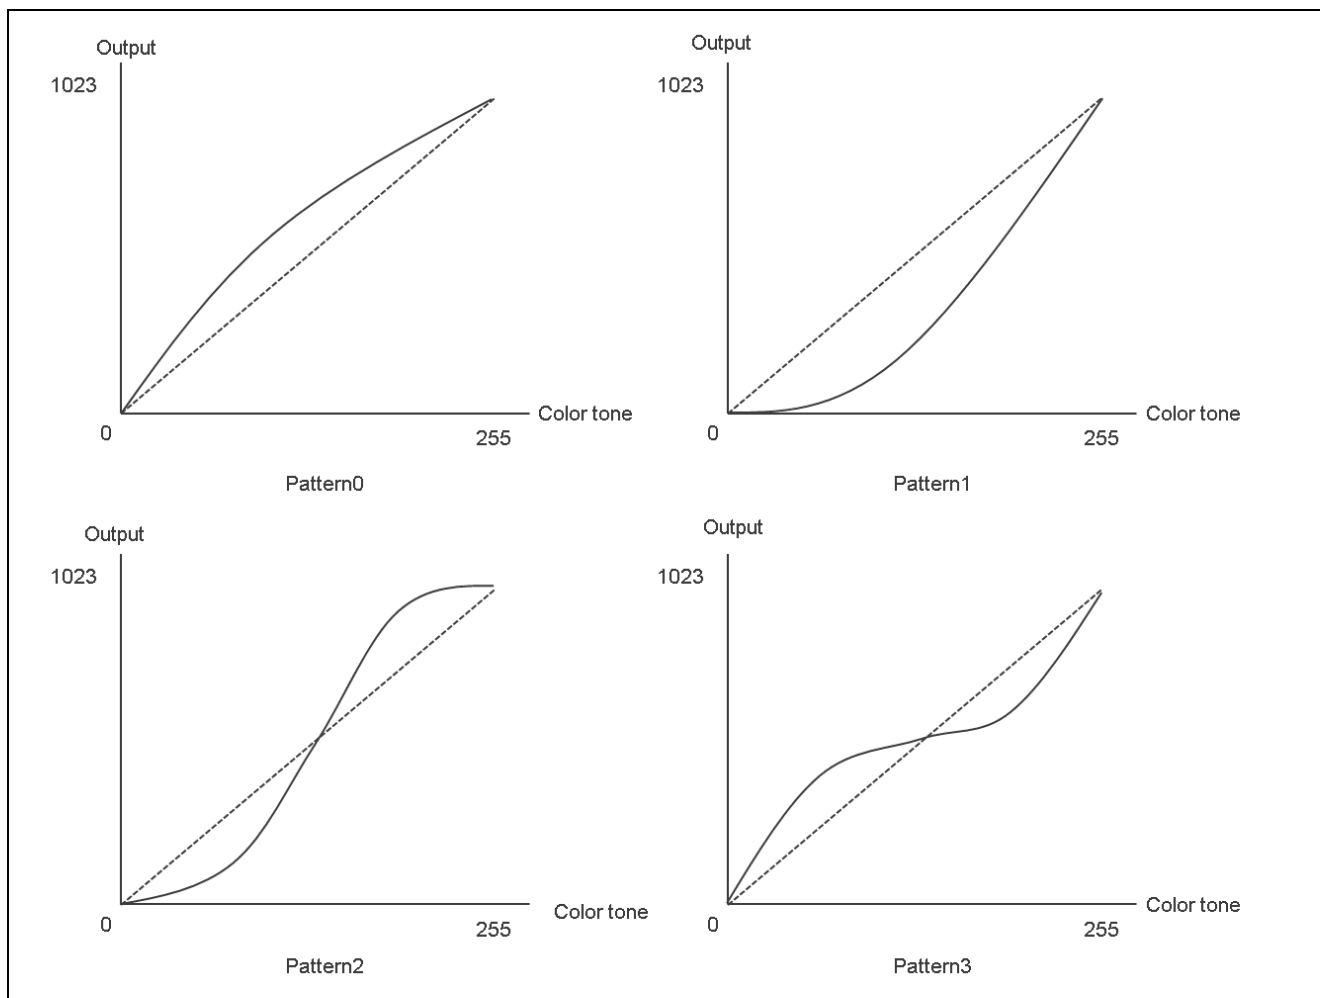 Output
1023
0
Color tone
255
Pattern0
Output
1023
0
Color tone
255
Pattern1
Output
1023
0
Color tone
255
Pattern2
Output
1023
0
Color tone
255
Pattern3